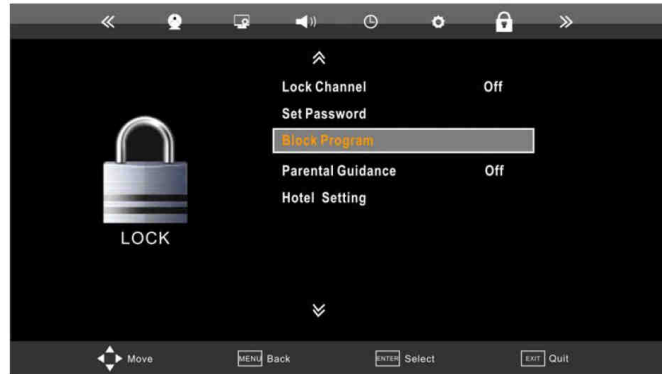 Lock Channel Off
Set Password
Block Program
Parental Guidance Off
Hotel Setting
LOCK
Move MENU Back ENTER Select EXIT Quit